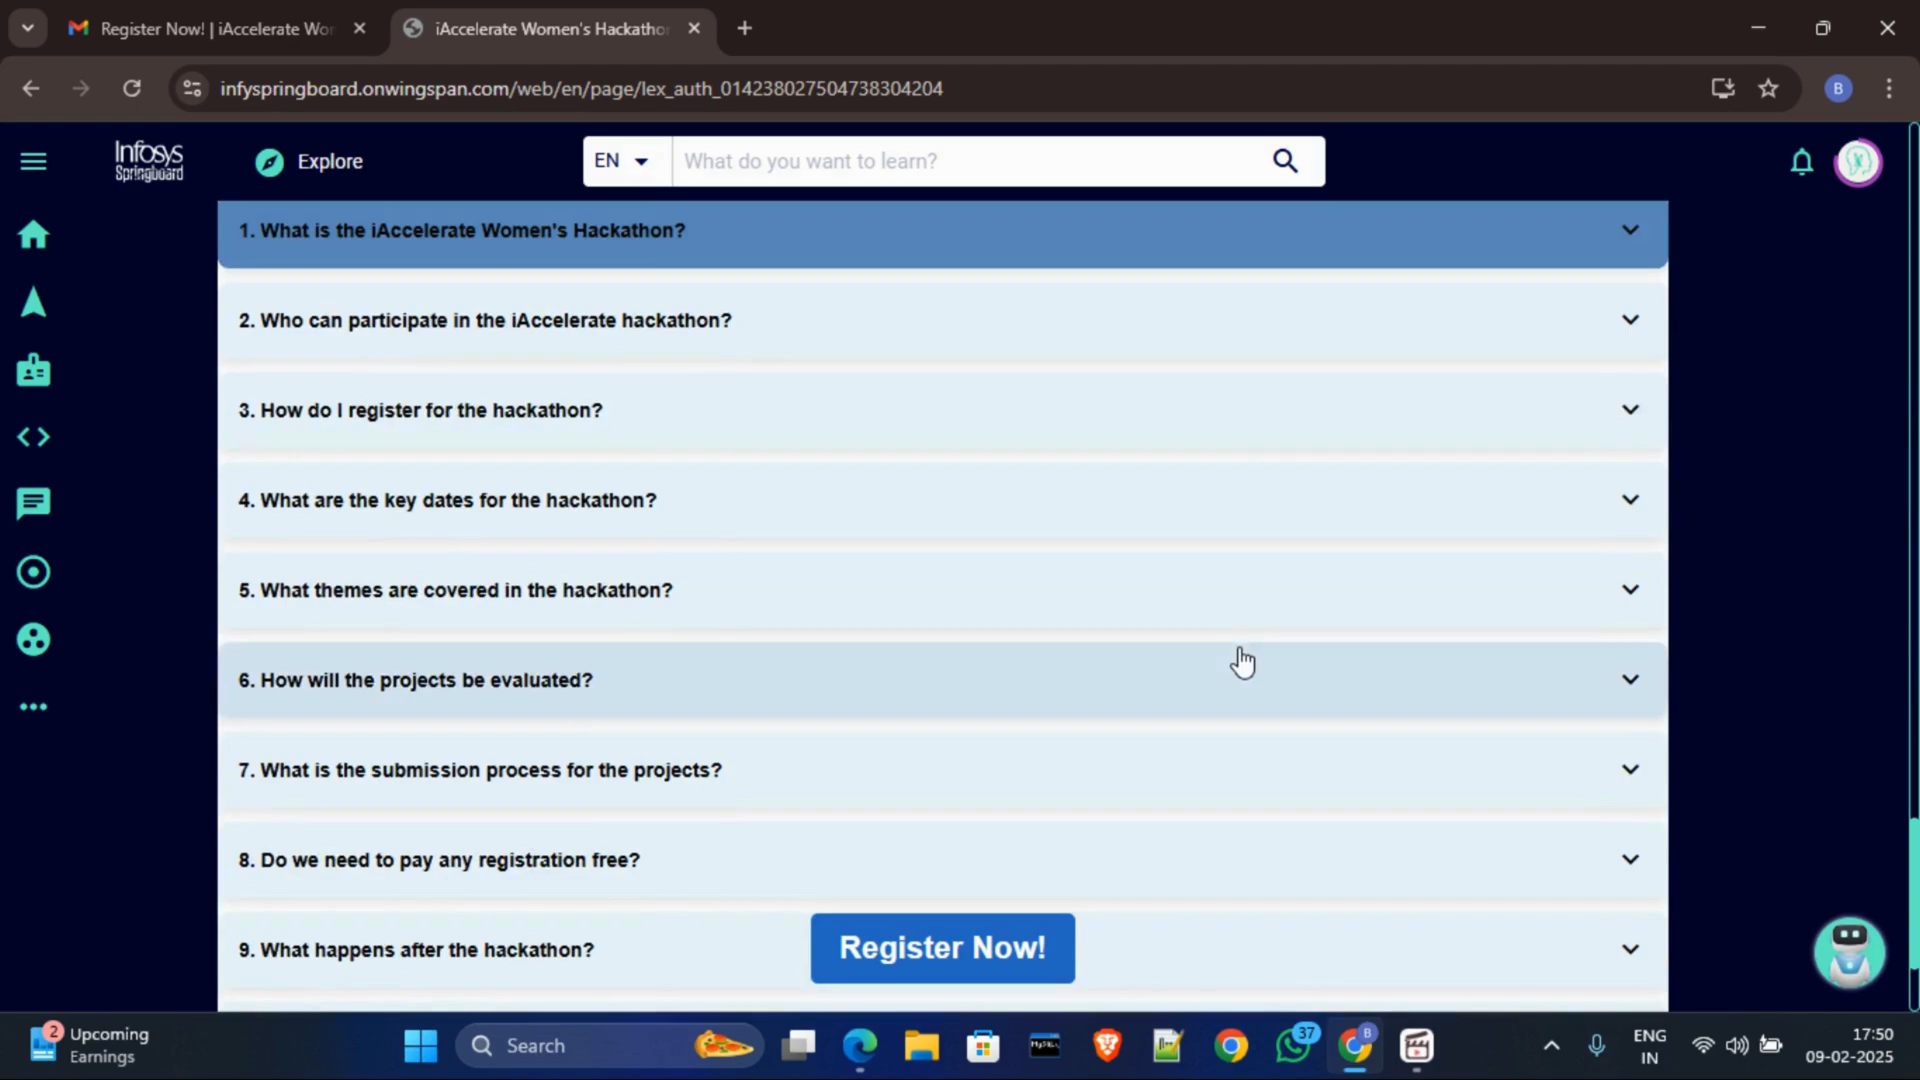 Register Now! | iAccelerate Wor
iAccelerate Women's Hackathon
infyspringboard.onwingspan.com/web/en/page/lex_auth_014238027504738304204
B
Infosys
Springboard
Explore
EN
What do you want to learn?
1. What is the iAccelerate Women's Hackathon?
2. Who can participate in the iAccelerate hackathon?
3. How do I register for the hackathon?
4. What are the key dates for the hackathon?
5. What themes are covered in the hackathon?
6. How will the projects be evaluated?
7. What is the submission process for the projects?
8. Do we need to pay any registration free?
9. What happens after the hackathon?
Register Now!
2
Upcoming
Earnings
Search
MySQL
37
B
ENG
IN
17:50
09-02-2025